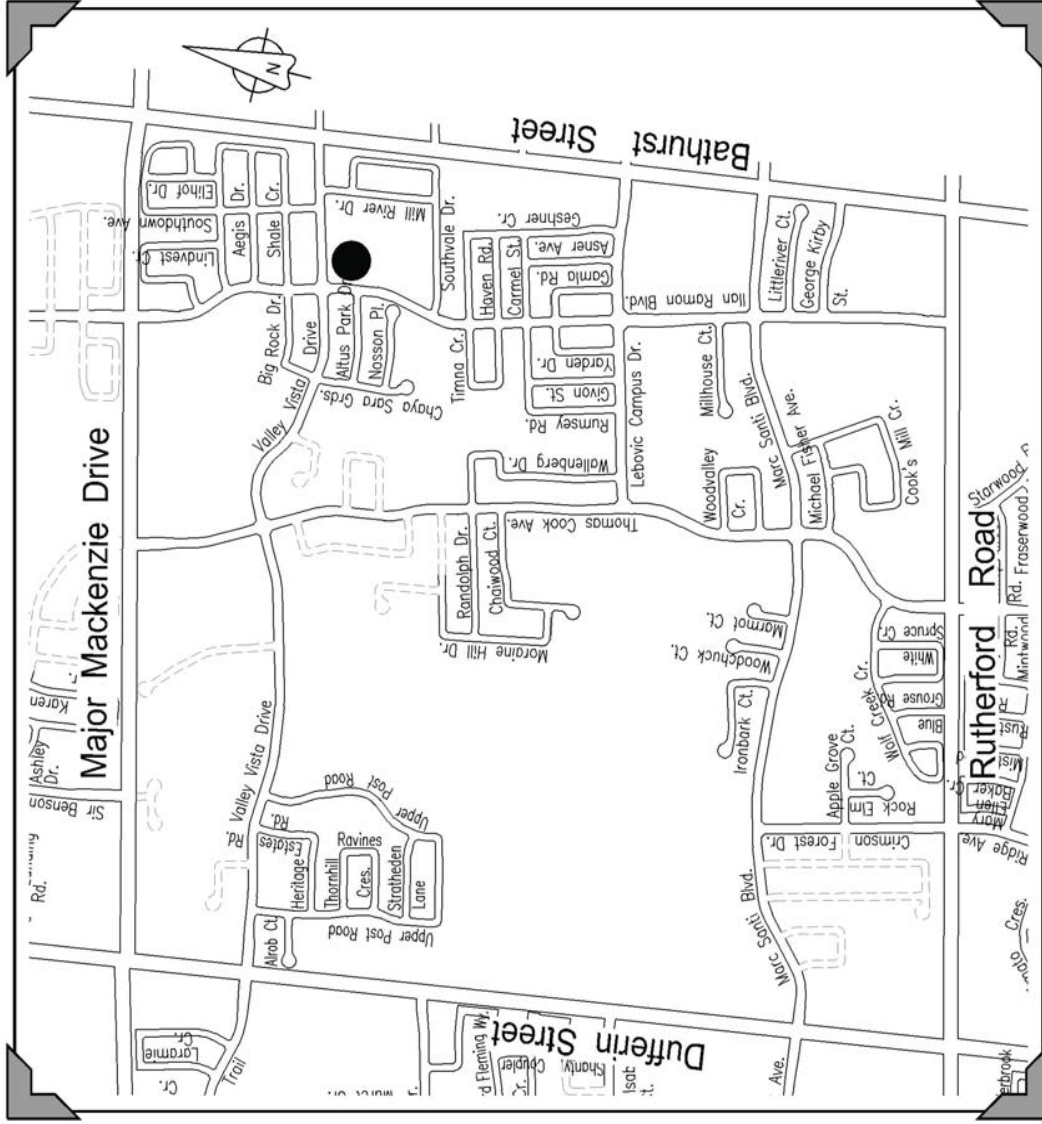 N
Major Mackenzie Drive
Bathurst Street
Rutherford Road
Dufferin Street
Elihof Dr.
Southdown Ave.
Lindvest Cr.
Aegis Dr.
Shale Cr.
Mill River Dr.
Big Rock Dr.
Valley Vista Drive
Altus Park Dr.
Nosson Pl.
Chaya Sara Grds.
Southvale Dr.
Geshner Cr.
Haven Rd.
Carmel St.
Asner Ave.
Gamla Rd.
Timna Cr.
Yarden Dr.
Givon St.
Rumsey Rd.
Wallenberg Dr.
Lebovic Campus Dr.
Ilan Ramon Blvd.
Littleriver Ct.
George Kirby St.
Millhouse Ct.
Marc Santi Blvd.
Michael Fisher Ave.
Woodvalley Cr.
Cook's Mill Cr.
Thomas Cook Ave.
Randolph Dr.
Chaiwood Ct.
Moraine Hill Dr.
Marmot Ct.
Woodchuck Ct.
Ironbark Ct.
Spruce Cr.
White
Wolf Creek Cr.
Grouse Rd
Blue
Apple Grove Ct.
Rock Elm Ct.
Crimson Forest Dr.
Marc Santi Blvd.
Starwood
Fraserwood
Rd.
Mintwood
Rd.
Rust
Mist
Baker
Ellen
Mary
Cr.
Ridge Ave.
Cres.
Karen
Ashley Dr.
Sir Benson
Rd.
Valley Vista Drive
Upper Post Road
Heritage Estates Rd.
Rd.
Thornhill
Ravines
Cres.
Stratheden
Lane
Upper Post Road
Alrob Ct.
Laramie Cr.
Cr.
Trail
Fleming Wy.
Coupler
Cr.
Shanty
Ave.